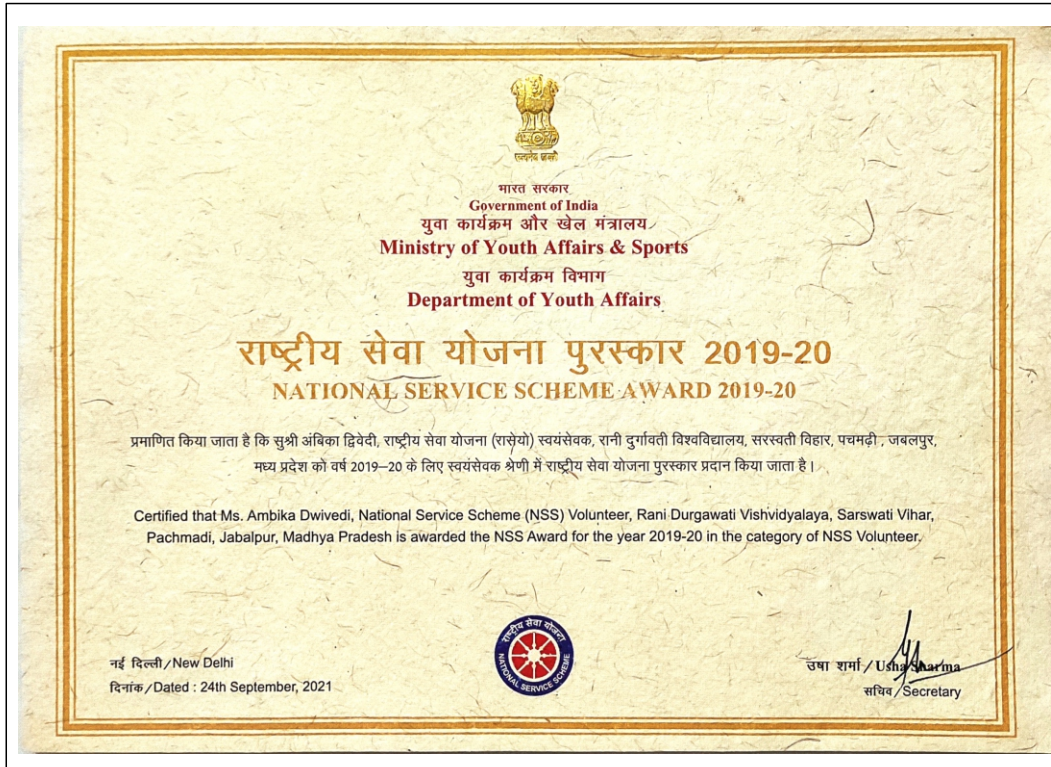 सत्यमेव जयते
भारत सरकार
Government of India
युवा कार्यक्रम और खेल मंत्रालय
Ministry of Youth Affairs & Sports
युवा कार्यक्रम विभाग
Department of Youth Affairs
राष्ट्रीय सेवा योजना पुरस्कार 2019-20
NATIONAL SERVICE SCHEME AWARD 2019-20
प्रमाणित किया जाता है कि सुश्री अंबिका द्विवेदी, राष्ट्रीय सेवा योजना (रासेयो) स्वयंसेवक, रानी दुर्गावती विश्वविद्यालय, सरस्वती विहार, पचमढ़ी , जबलपुर,
मध्य प्रदेश को वर्ष 2019–20 के लिए स्वयंसेवक श्रेणी में राष्ट्रीय सेवा योजना पुरस्कार प्रदान किया जाता है।
Certified that Ms. Ambika Dwivedi, National Service Scheme (NSS) Volunteer, Rani Durgawati Vishvidyalaya, Sarswati Vihar,
Pachmadi, Jabalpur, Madhya Pradesh is awarded the NSS Award for the year 2019-20 in the category of NSS Volunteer.
राष्ट्रीय सेवा योजना
NATIONAL SERVICE SCHEME
नई दिल्ली/New Delhi
दिनांक/Dated : 24th September, 2021
उषा शर्मा/Usha Sharma
सचिव/Secretary